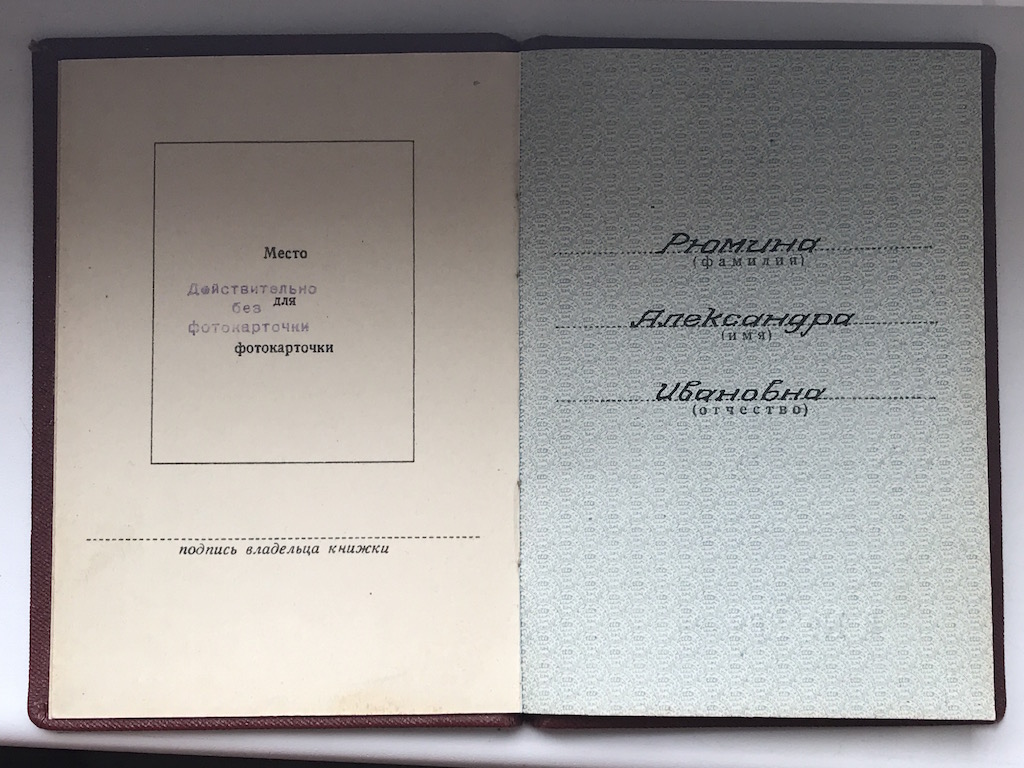 Место
Действительно
для
без
фотокарточки
фотокарточки
подпись владельца книжки
Рюмина
(фамилия)
Александра
(имя)
Ивановна
(отчество)